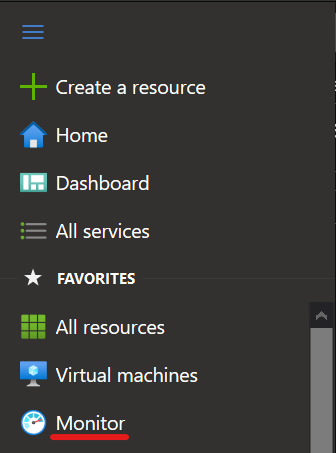 Create a resource
Home
Dashboard
All services
FAVORITES
All resources
Virtual machines
Monitor